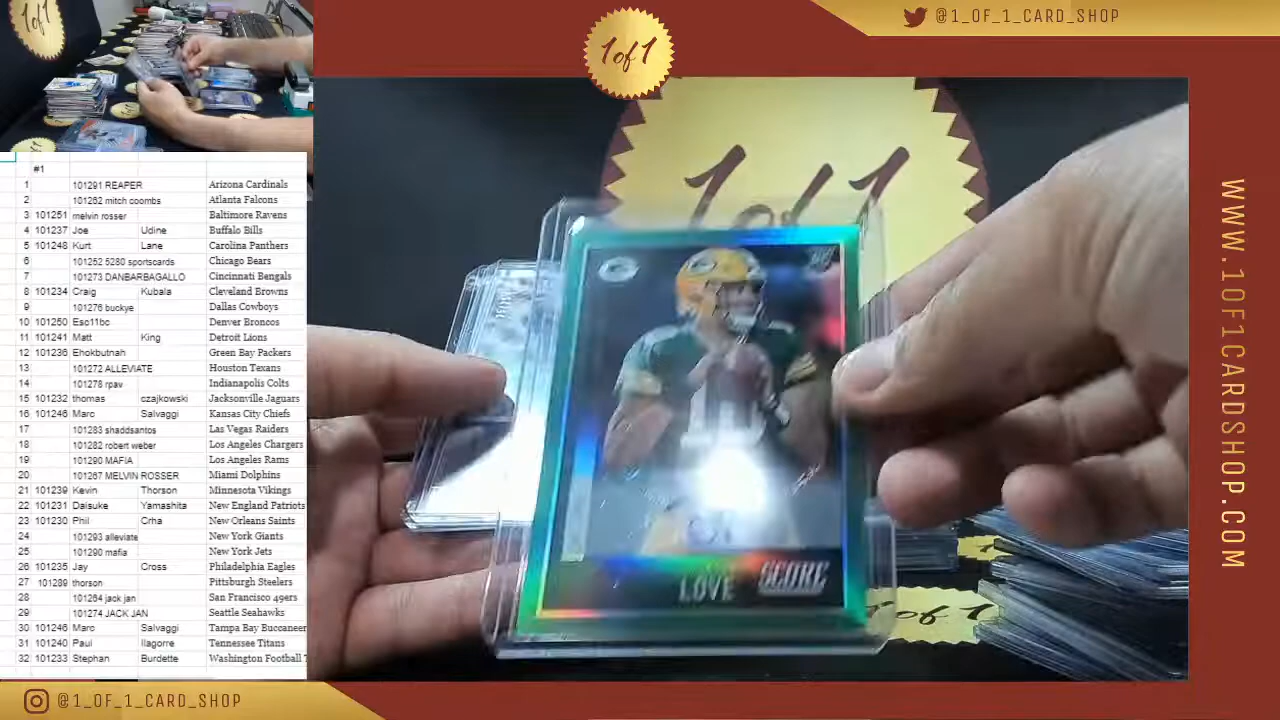 1of1
@1_OF_1_CARD_SHOP
1of1
#1
1 101291 REAPER Arizona Cardinals
2 101262 mitch coombs Atlanta Falcons
3 101251 melvin rosser Baltimore Ravens
4 101237 Joe Udine Buffalo Bills
5 101248 Kurt Lane Carolina Panthers
6 101252 5280 sportscards Chicago Bears
7 101273 DANBARBAGALLO Cincinnati Bengals
8 101234 Craig Kubala Cleveland Browns
9 101276 buckye Dallas Cowboys
10 101250 Esc11bo Denver Broncos
11 101241 Matt King Detroit Lions
12 101236 Ehokbutnah Green Bay Packers
13 101272 ALLEVIATE Houston Texans
14 101278 rpav Indianapolis Colts
15 101232 thomas czajkowski Jacksonville Jaguars
16 101246 Marc Salvaggi Kansas City Chiefs
17 101283 shaddsantos Las Vegas Raiders
18 101282 robert weber Los Angeles Chargers
19 101290 MAFIA Los Angeles Rams
20 101267 MELVIN ROSSER Miami Dolphins
21 101239 Kevin Thorson Minnesota Vikings
22 101231 Daisuke Yamashita New England Patriots
23 101230 Phil Crha New Orleans Saints
24 101293 alleviate New York Giants
25 101290 mafia New York Jets
26 101235 Jay Cross Philadelphia Eagles
27 101289 thorson Pittsburgh Steelers
28 101264 jack jan San Francisco 49ers
29 101274 JACK JAN Seattle Seahawks
30 101246 Marc Salvaggi Tampa Bay Buccaneer
31 101240 Paul Ilagorre Tennessee Titans
32 101233 Stephan Burdette Washington Football T
1 of 1
LOVE SCORE
of 1
WWW.1OF1CARDSHOP.COM
@1_OF_1_CARD_SHOP